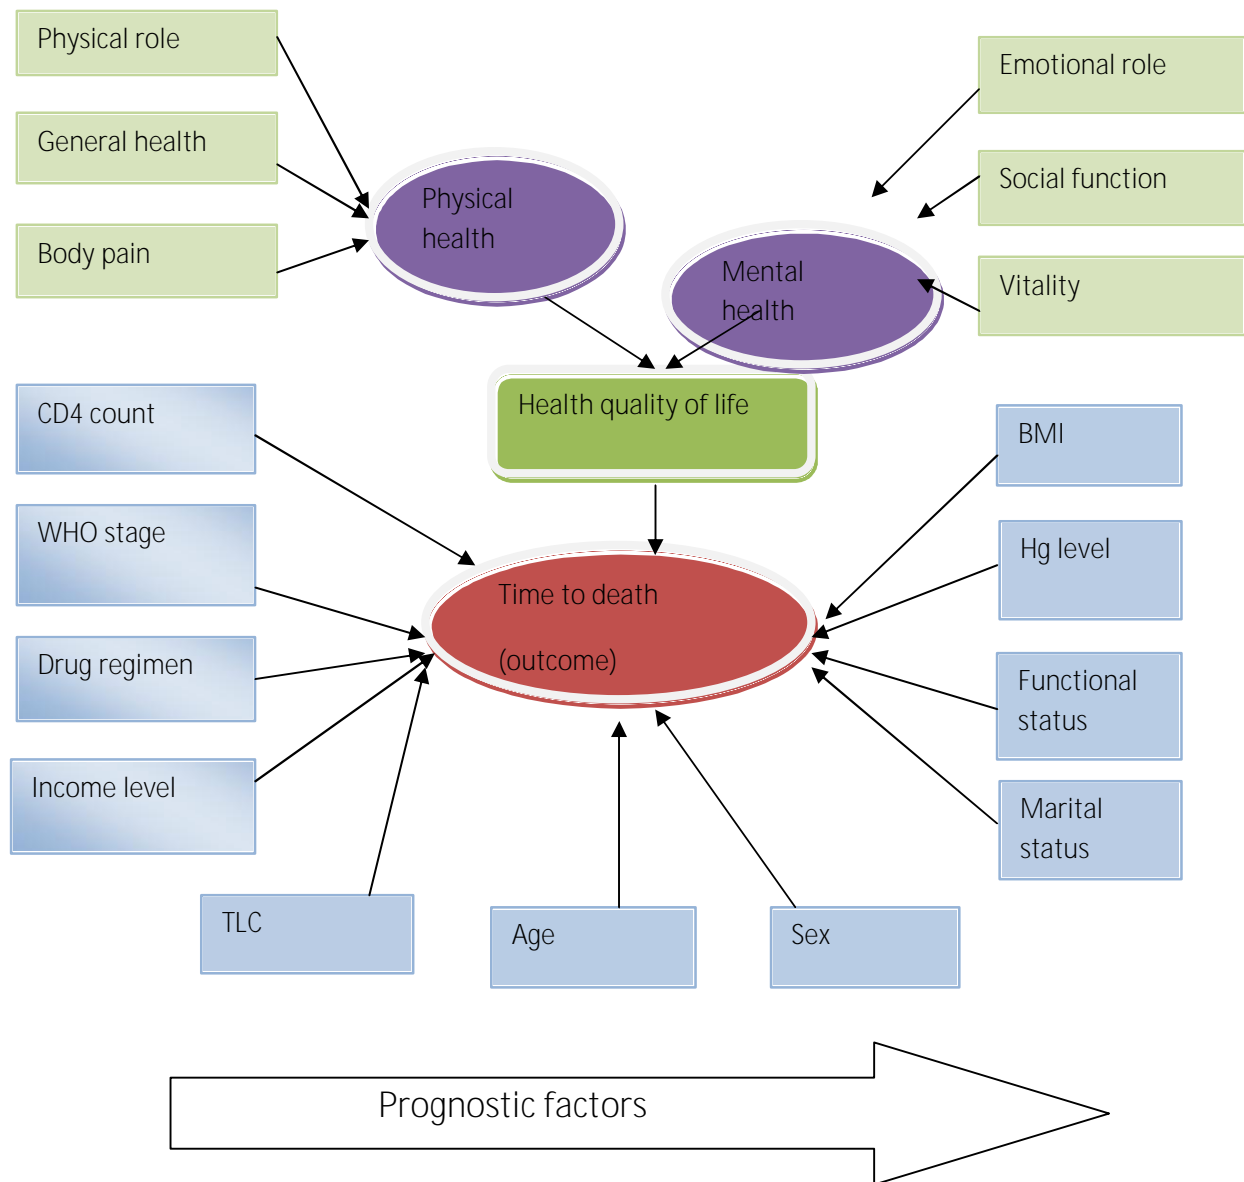 Physical role
Emotional role
General health
Social function
Physical
health
Body pain
Mental
health
Vitality
CD4 count
Health quality of life
BMI
WHO stage
Hg level
Time to death
(outcome)
Drug regimen
Functional
status
Income level
Marital
status
TLC
Age
Sex
Prognostic factors